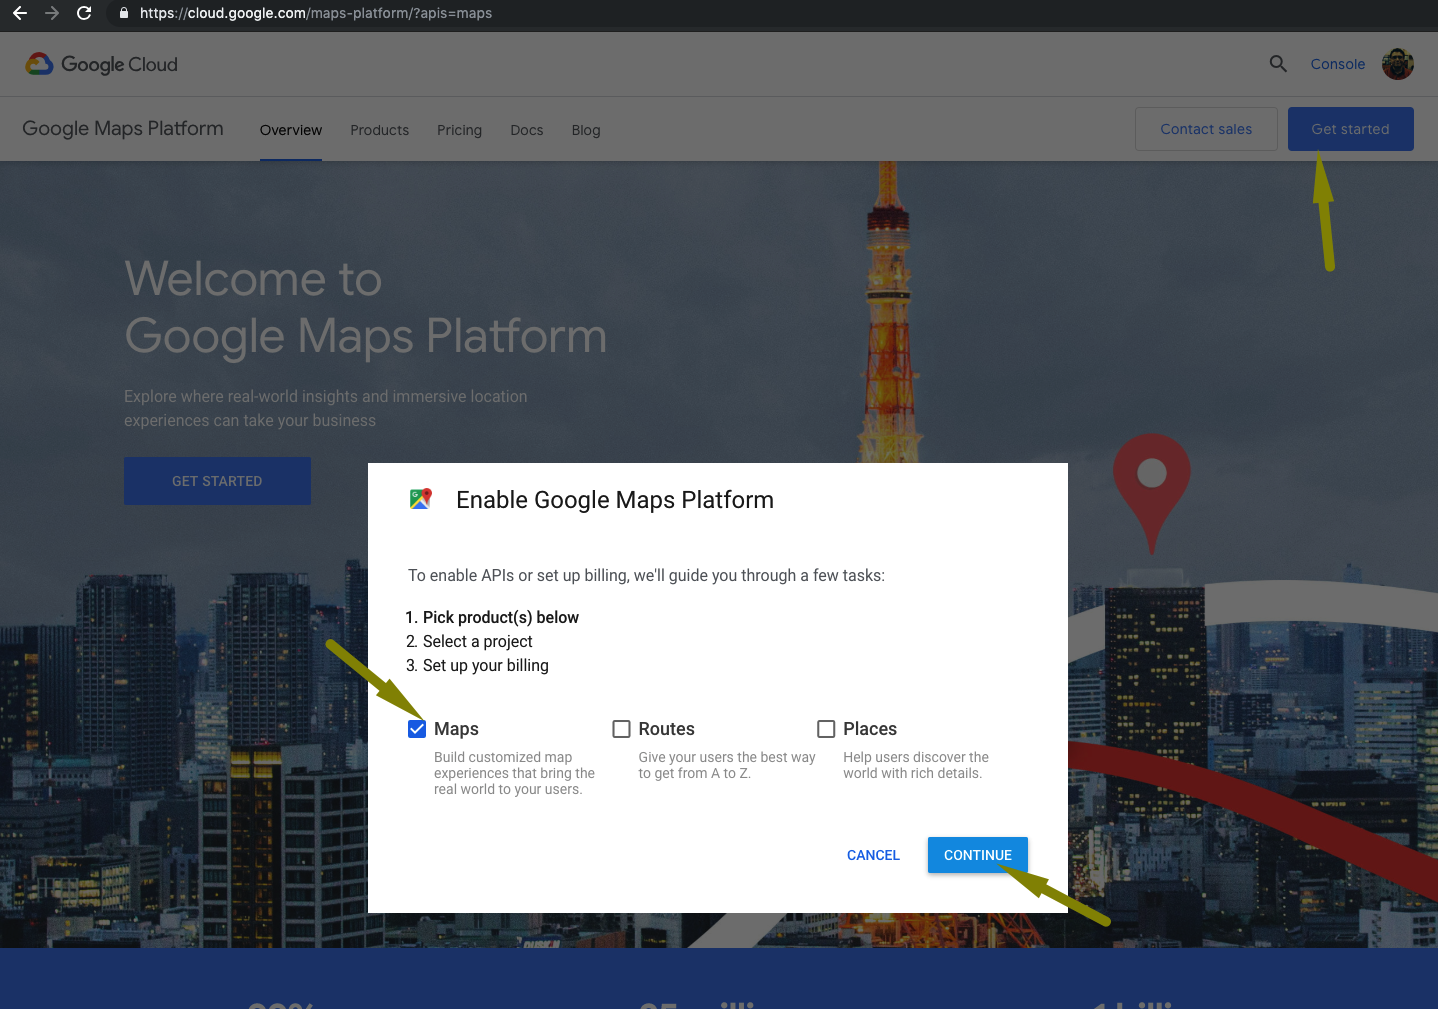 https://cloud.google.com/maps-platform/?apis=maps
Google Cloud
Console
Google Maps Platform
Overview
Products
Pricing
Docs
Blog
Contact sales
Get started
Welcome to
Google Maps Platform
Explore where real-world insights and immersive location
experiences can take your business
GET STARTED
Enable Google Maps Platform
To enable APIs or set up billing, we'll guide you through a few tasks:
1. Pick product(s) below
2. Select a project
3. Set up your billing
Maps
Build customized map
experiences that bring the
real world to your users.
Routes
Give your users the best way
to get from A to Z.
Places
Help users discover the
world with rich details.
CANCEL
CONTINUE